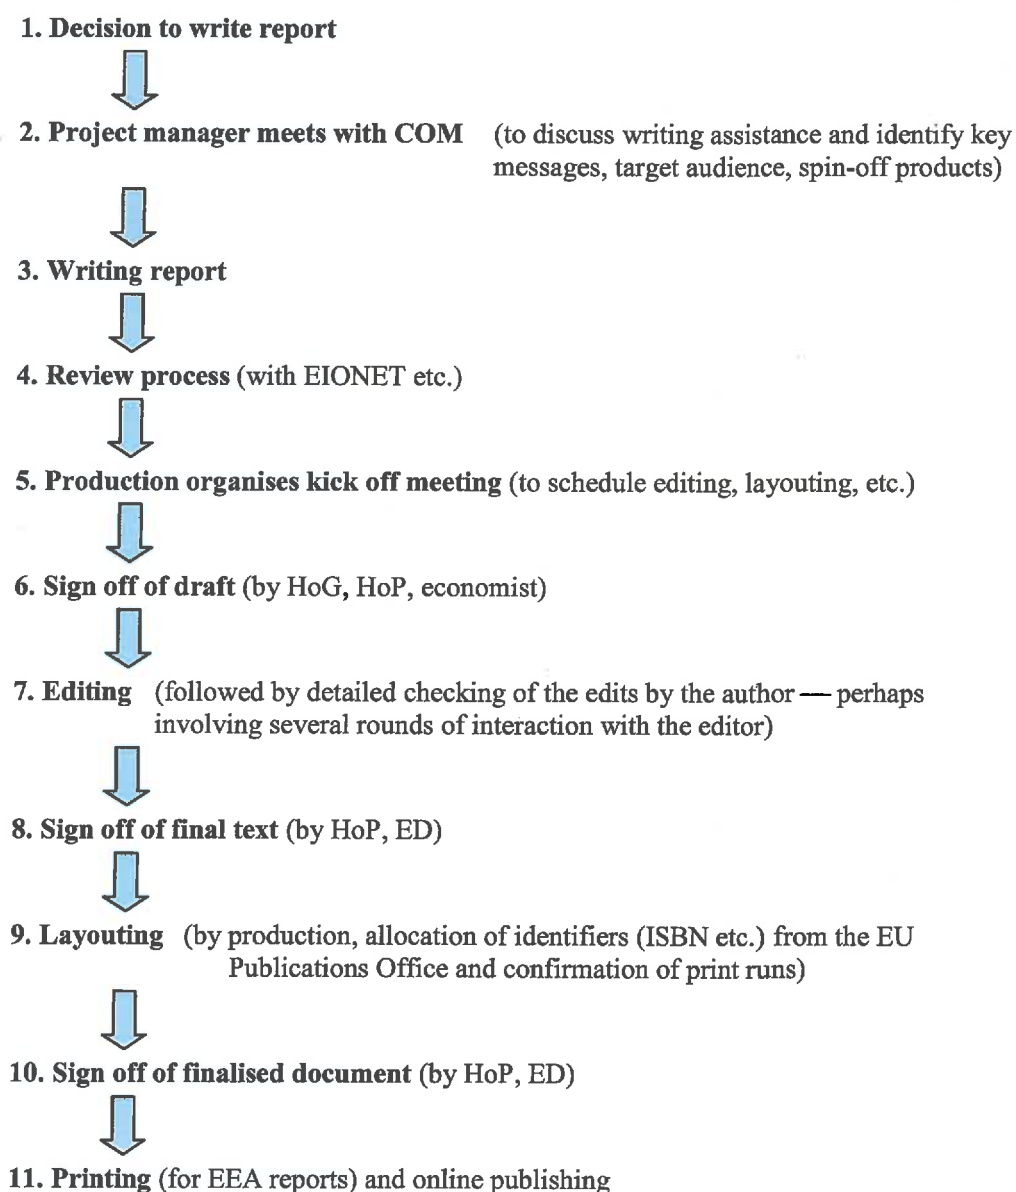 1. Decision to write report
2. Project manager meets with COM (to discuss writing assistance and identify key
messages, target audience, spin-off products)
3. Writing report
4. Review process (with EIONET etc.)
5. Production organises kick off meeting (to schedule editing, layouting, etc.)
6. Sign off of draft (by HoG, HoP, economist)
7. Editing (followed by detailed checking of the edits by the author — perhaps
involving several rounds of interaction with the editor)
8. Sign off of final text (by HoP, ED)
9. Layouting (by production, allocation of identifiers (ISBN etc.) from the EU
Publications Office and confirmation of print runs)
10. Sign off of finalised document (by HoP, ED)
11. Printing (for EEA reports) and online publishing